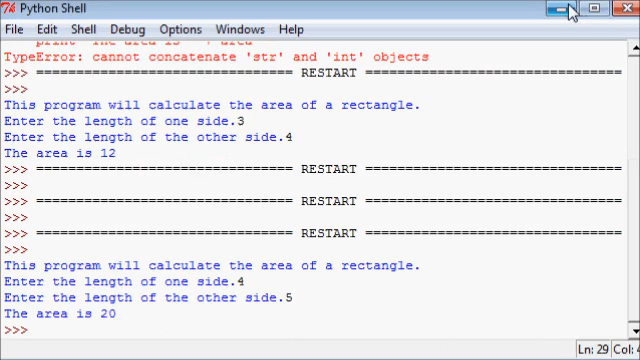 Python Shell
File Edit Shell Debug Options Windows Help
TypeError: cannot concatenate 'str' and 'int' objects
>>> ================================ RESTART ================================
>>>
This program will calculate the area of a rectangle.
Enter the length of one side.3
Enter the length of the other side.4
The area is 12
>>> ================================ RESTART ================================
>>>
>>> ================================ RESTART ================================
>>>
>>> ================================ RESTART ================================
>>>
This program will calculate the area of a rectangle.
Enter the length of one side.4
Enter the length of the other side.5
The area is 20
>>>
Ln: 29 Col: